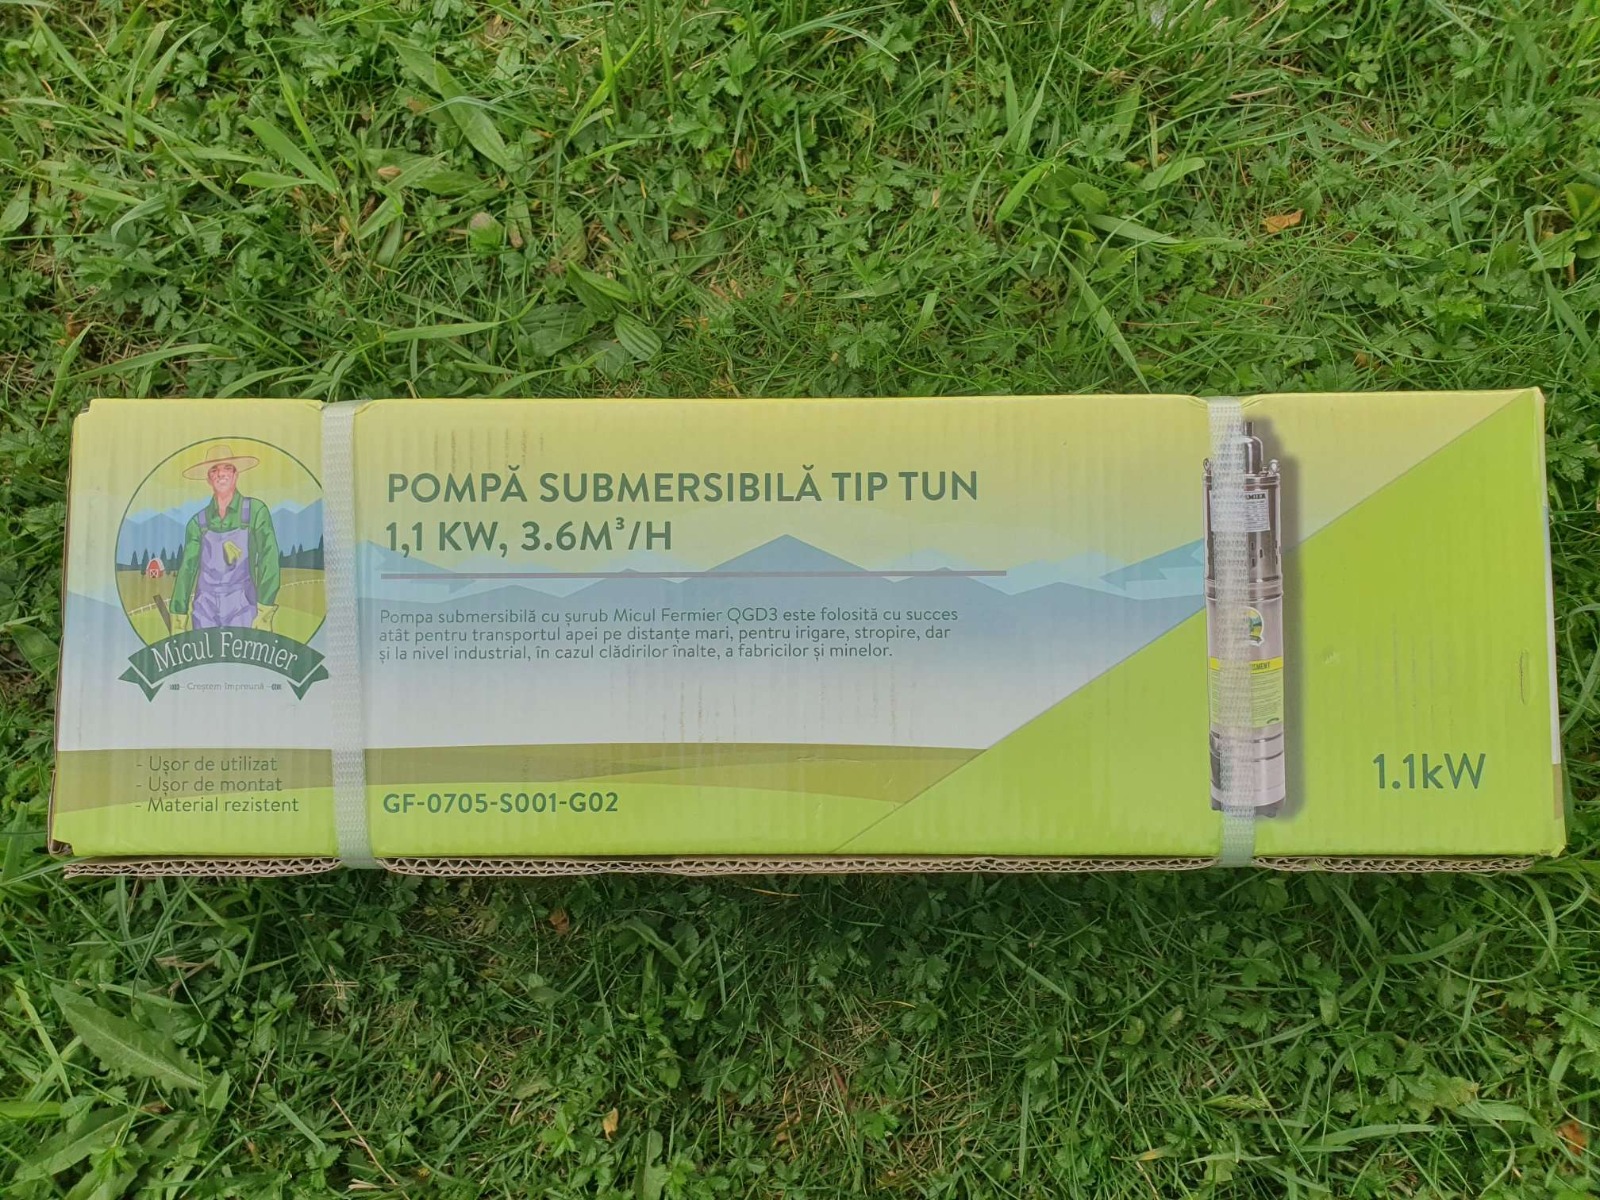 POMPĂ SUBMERSIBILĂ TIP TUN
1,1 KW, 3.6M³/H
Pompa submersibilă cu șurub Micul Fermier QGD3 este folosită cu succes
atât pentru transportul apei pe distanțe mari, pentru irigare, stropire, dar
și la nivel industrial, în cazul clădirilor înalte, a fabricilor și minelor.
Micul Fermier
Creștem împreună
- Ușor de utilizat
- Ușor de montat
- Material rezistent
GF-0705-S001-G02
1.1kW